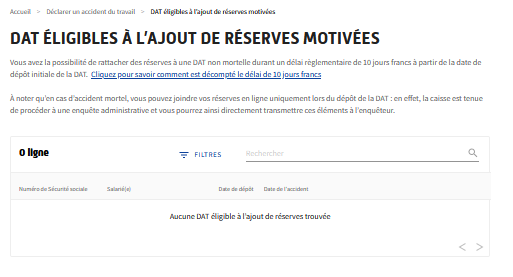 Accueil > Déclarer un accident du travail > DAT éligibles à l'ajout de réserves motivées
DAT ÉLIGIBLES À L'AJOUT DE RÉSERVES MOTIVÉES
Vous avez la possibilité de rattacher des réserves à une DAT non mortelle durant un délai règlementaire de 10 jours francs à partir de la date de
dépôt initiale de la DAT. Cliquez pour savoir comment est décompté le délai de 10 jours francs
À noter qu'en cas d'accident mortel, vous pouvez joindre vos réserves en ligne uniquement lors du dépôt de la DAT : en effet, la caisse est tenue
de procéder à une enquête administrative et vous pourrez ainsi directement transmettre ces éléments à l'enquêteur.
0 ligne FILTRES Rechercher
Numéro de Sécurité sociale Salarié(e) Date de dépôt Date de l'accident
Aucune DAT éligible à l'ajout de réserves trouvée
< >